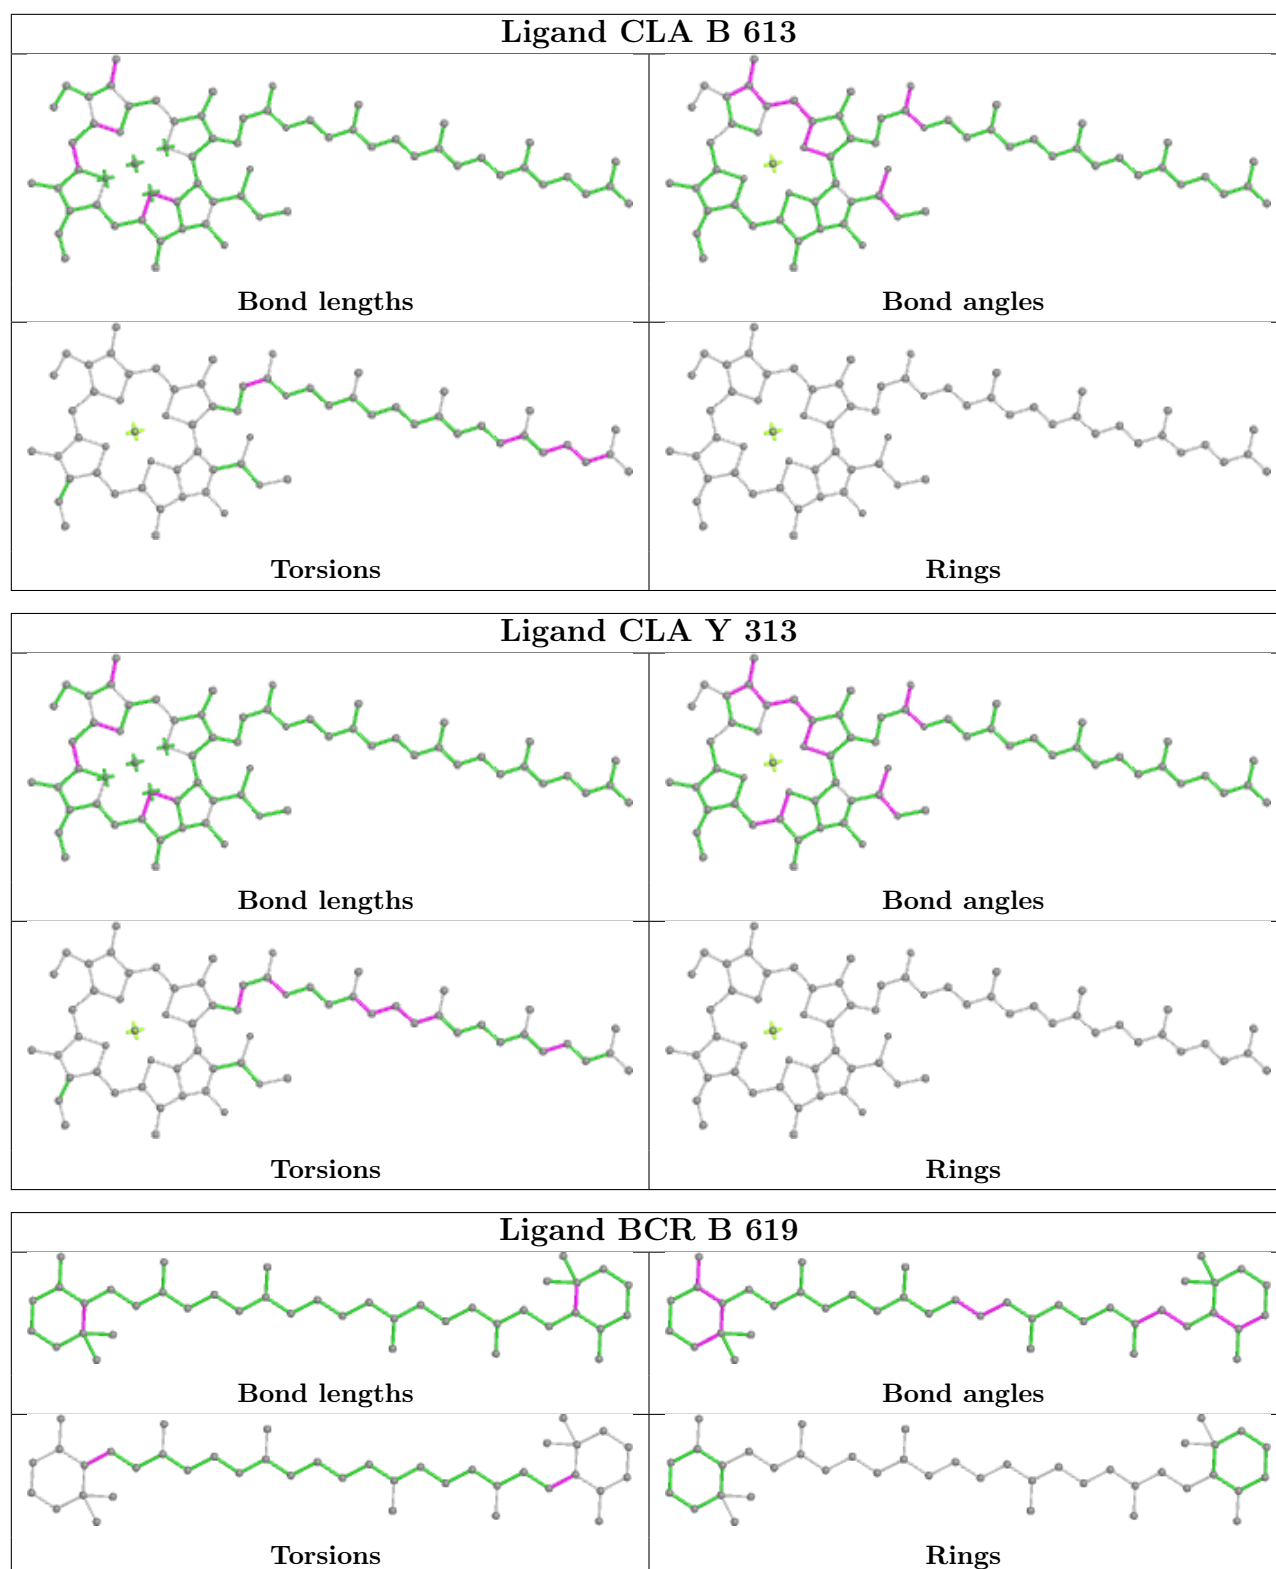 Ligand CLA B 613
Bond lengths
Bond angles
Torsions
Rings
Ligand CLA Y 313
Bond lengths
Bond angles
Torsions
Rings
Ligand BCR B 619
Bond lengths
Bond angles
Torsions
Rings